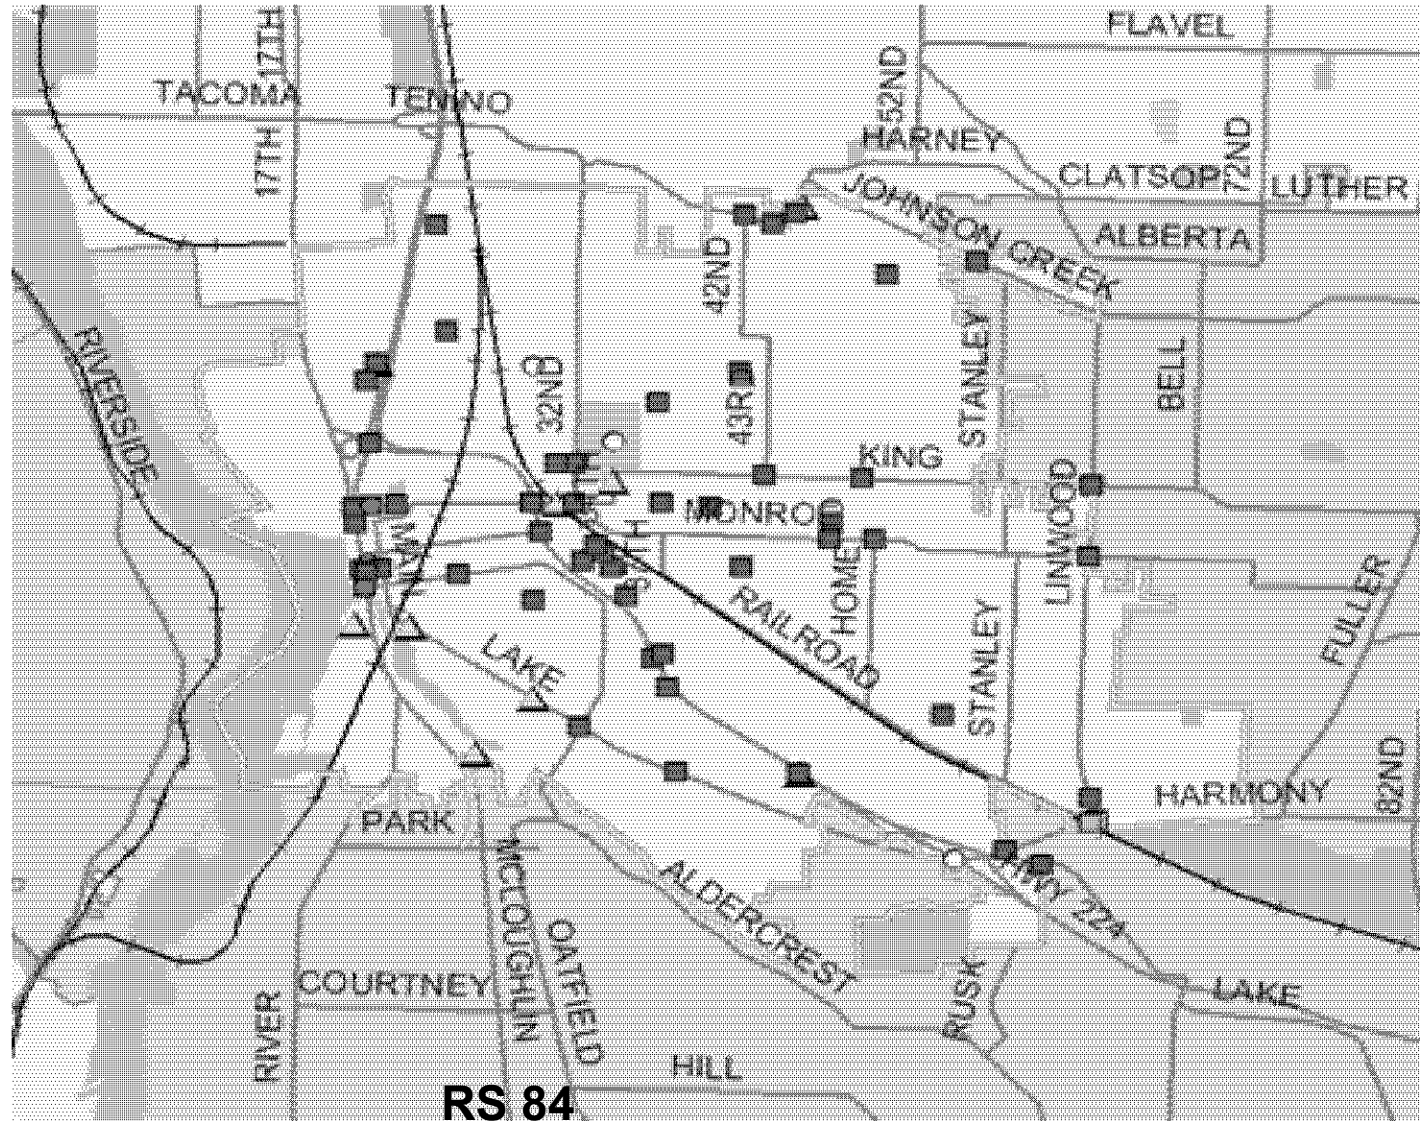 FLAVEL
17TH
52ND
TACOMA
TENINO
HARNEY
72ND
17TH
CLATSOP
LUTHER
JOHNSON CREEK
ALBERTA
42ND
RIVERSIDE
STANLEY
BELL
32ND
43RD
KING
LINWOOD
MONROE
MAIN
HOME
FULLER
RAILROAD
STANLEY
LAKE
82ND
HARMONY
PARK
MCLOUGHLIN
ALDERCREST
HWY 224
OATFIELD
COURTNEY
RUSK
LAKE
RIVER
HILL
RS 84